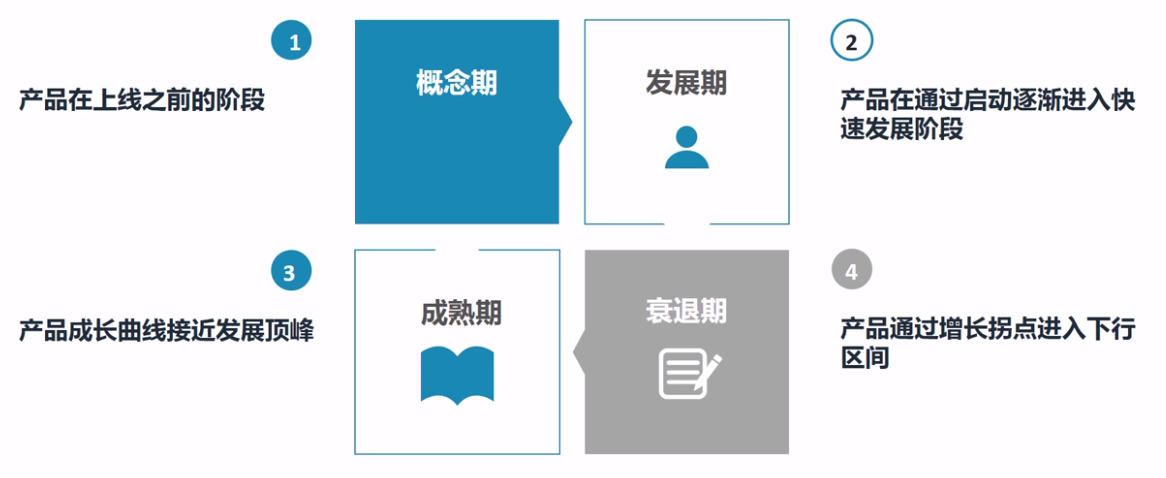 1
概念期
产品在上线之前的阶段
发展期
2
产品在通过启动逐渐进入快
速发展阶段
3
成熟期
产品成长曲线接近发展顶峰
衰退期
4
产品通过增长拐点进入下行
区间